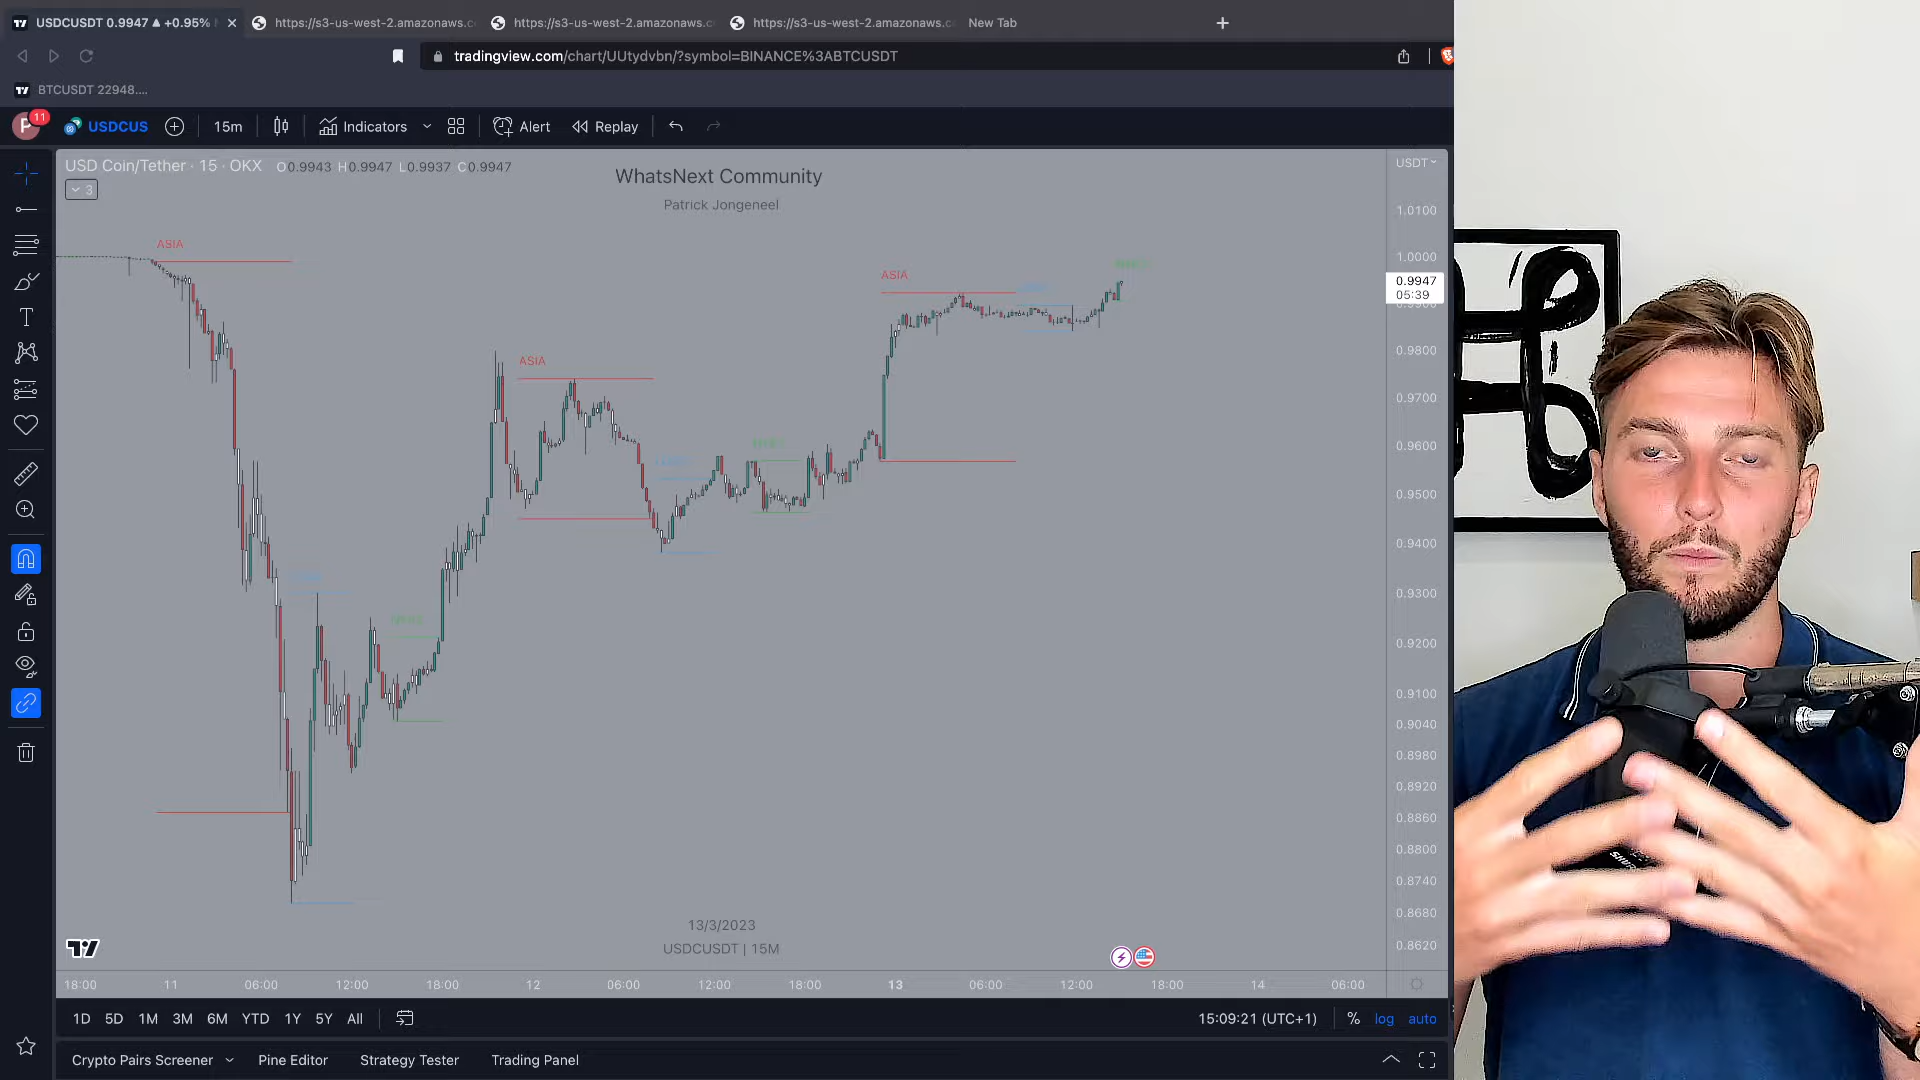 USDCUSDT 0.9947 ▲ +0.95%
https://s3-us-west-2.amazonaws.c
https://s3-us-west-2.amazonaws.c
https://s3-us-west-2.amazonaws.c
New Tab
tradingview.com/chart/UUtydvbn/?symbol=BINANCE%3ABTCUSDT
BTCUSDT 22948....
P
11
USDCUS
15m
Indicators
Alert
Replay
USD Coin/Tether · 15 · OKX O0.9943 H0.9947 L0.9937 C0.9947
3
WhatsNext Community
Patrick Jongeneel
USDT
1.0100
1.0000
0.9947
05:39
0.9800
0.9700
0.9600
0.9500
0.9400
0.9300
0.9200
0.9100
0.9040
0.8980
0.8920
0.8860
0.8800
0.8740
0.8680
0.8620
ASIA
ASIA
ASIA
13/3/2023
USDCUSDT | 15M
18:00 11 06:00 12:00 18:00 12 06:00 12:00 18:00 13 06:00 12:00 18:00 14 06:00
1D 5D 1M 3M 6M YTD 1Y 5Y All
15:09:21 (UTC+1) % log auto
Crypto Pairs Screener Pine Editor Strategy Tester Trading Panel